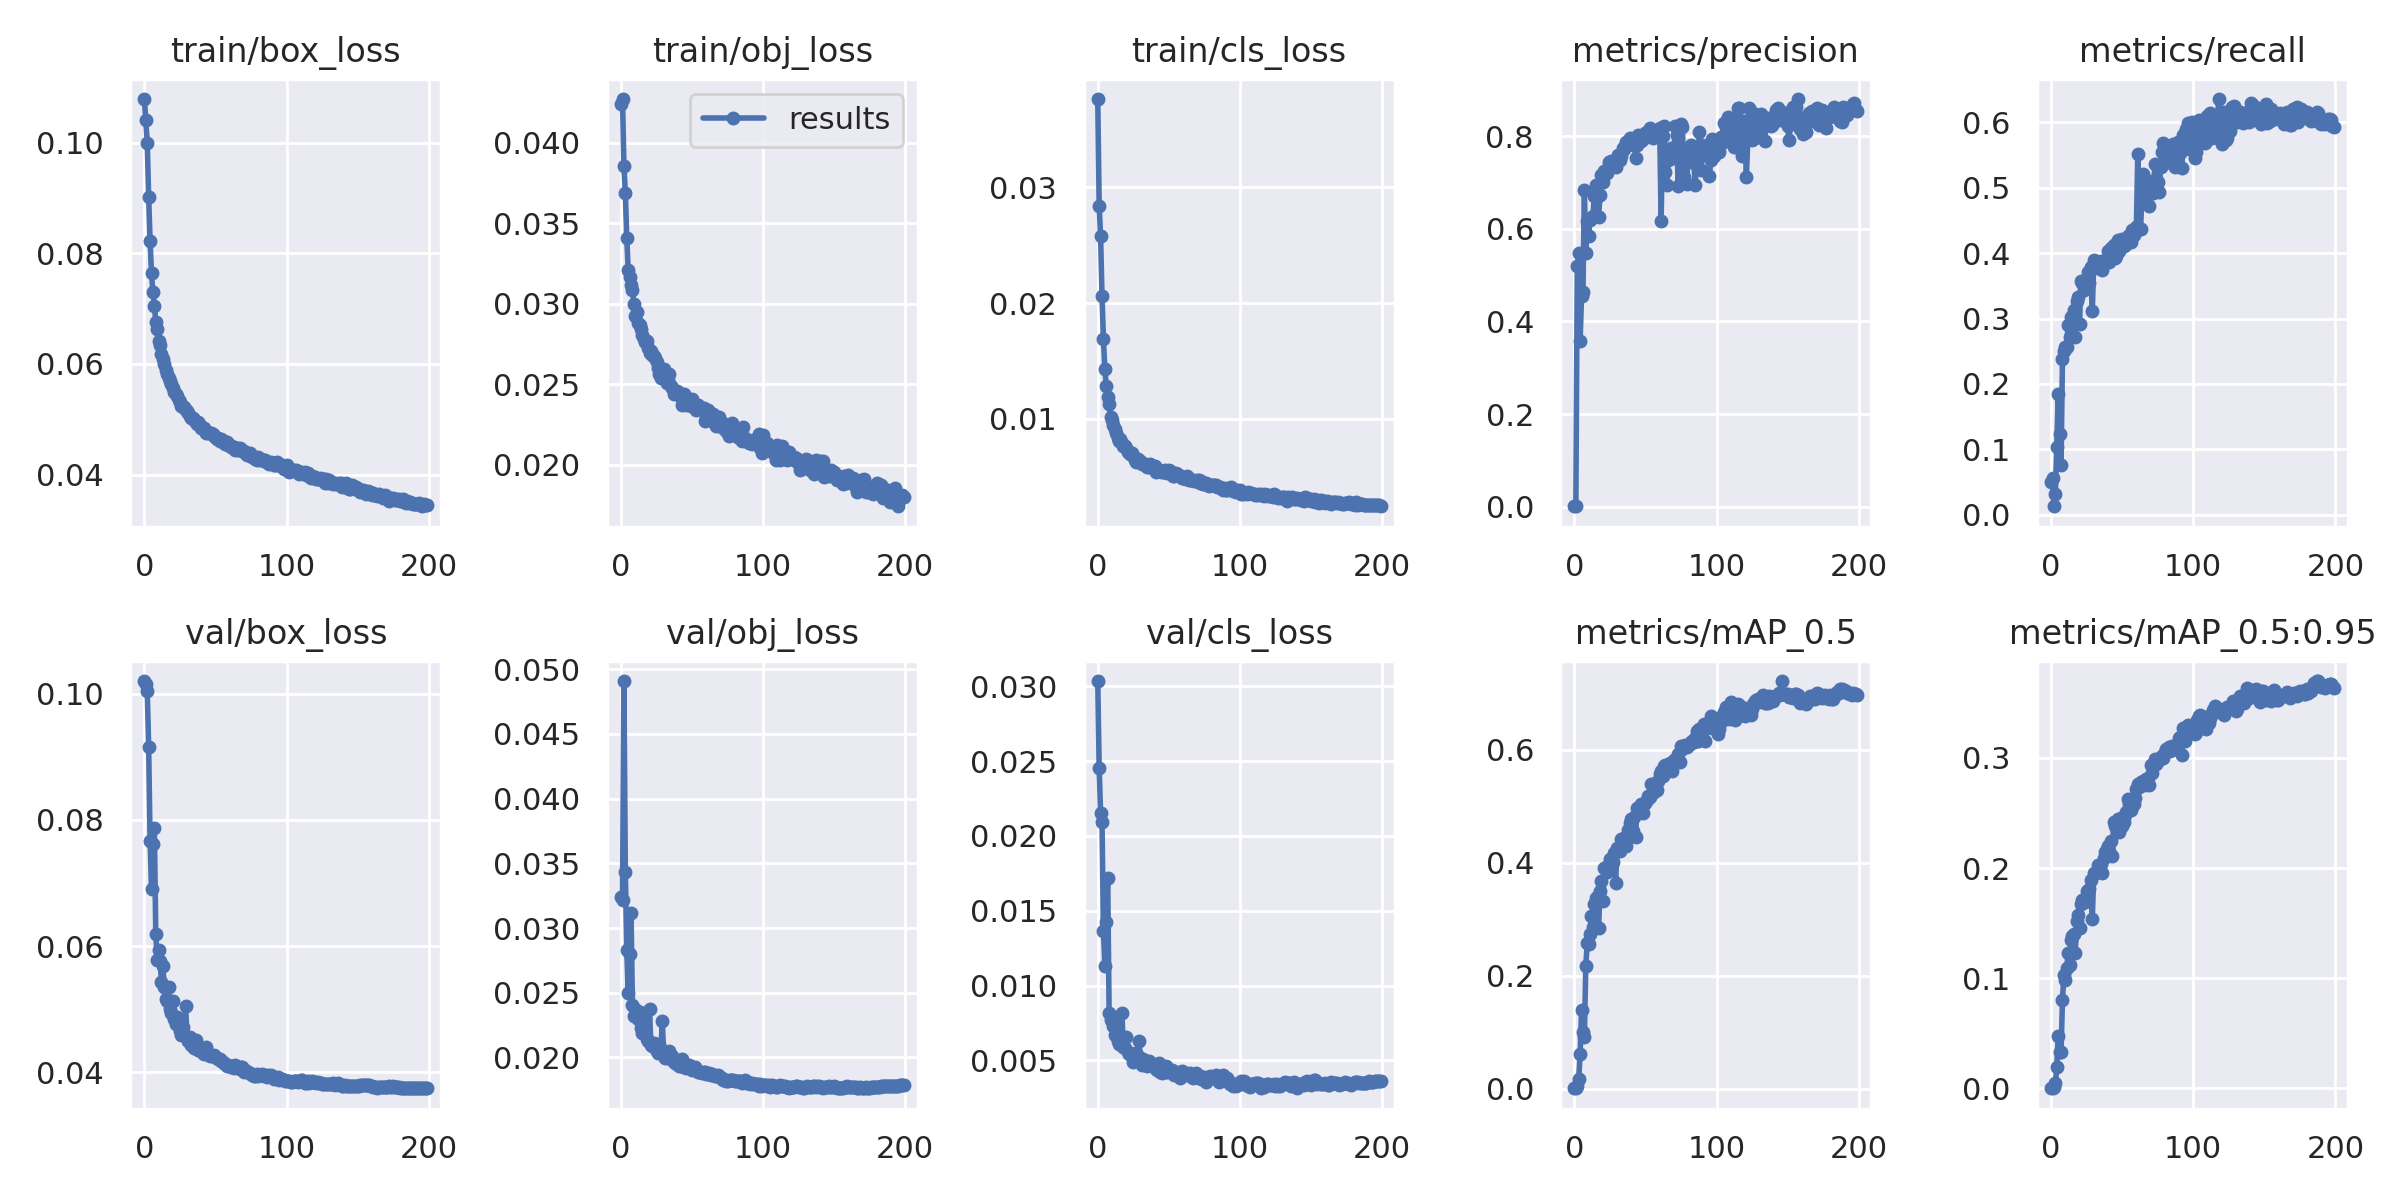 train/box_loss
0.10
0.08
0.06
0.04
0 100 200
train/obj_loss
results
0.040
0.035
0.030
0.025
0.020
0 100 200
train/cls_loss
0.03
0.02
0.01
0 100 200
metrics/precision
0.8
0.6
0.4
0.2
0.0
0 100 200
metrics/recall
0.6
0.5
0.4
0.3
0.2
0.1
0.0
0 100 200
val/box_loss
0.10
0.08
0.06
0.04
0 100 200
val/obj_loss
0.050
0.045
0.040
0.035
0.030
0.025
0.020
0 100 200
val/cls_loss
0.030
0.025
0.020
0.015
0.010
0.005
0 100 200
metrics/mAP_0.5
0.6
0.4
0.2
0.0
0 100 200
metrics/mAP_0.5:0.95
0.3
0.2
0.1
0.0
0 100 200